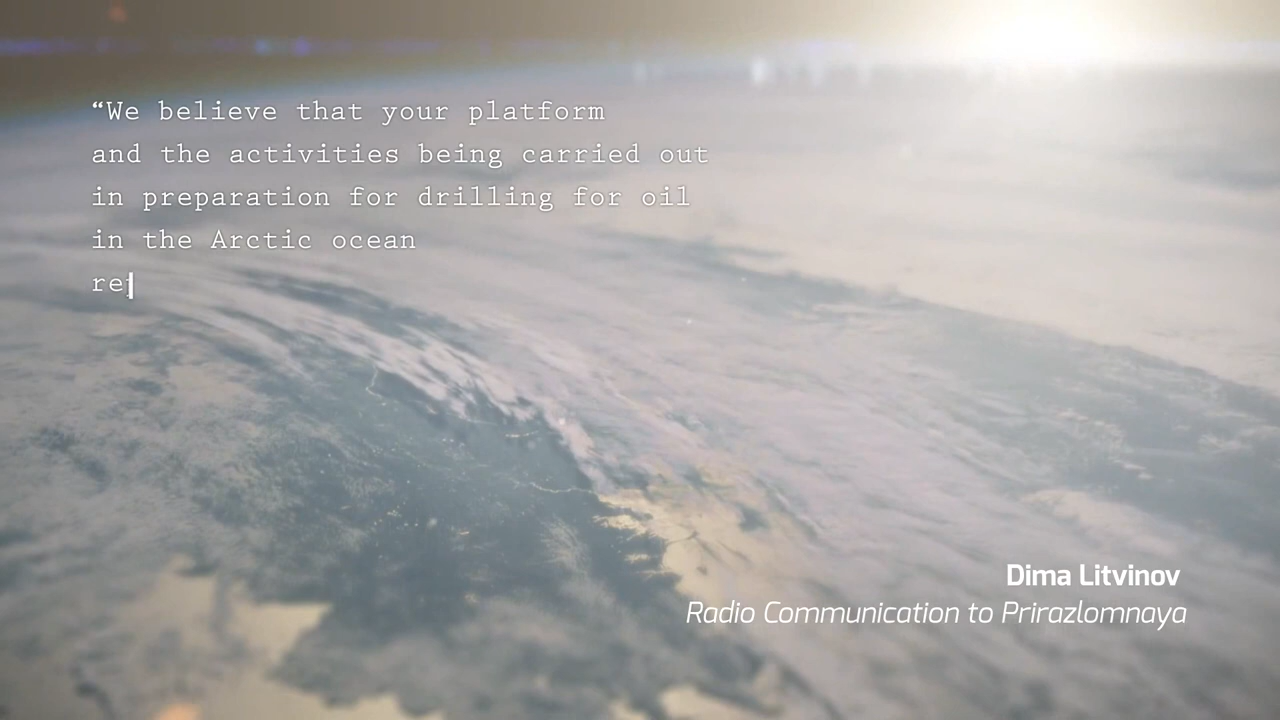 “We believe that your platform
and the activities being carried out
in preparation for drilling for oil
in the Arctic ocean
Dima Litvinov
Radio Communication to Prirazlomnaya